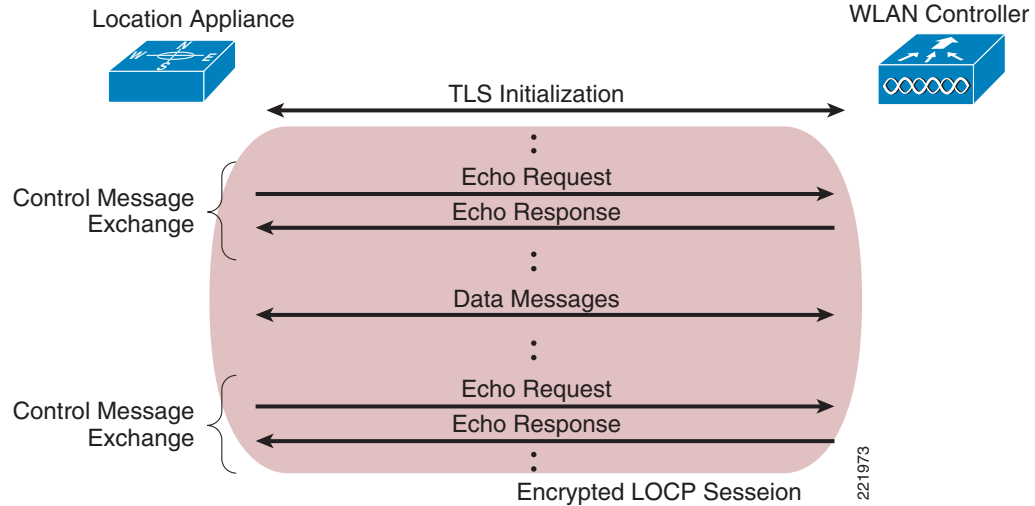 Location Appliance
WLAN Controller
N
W
E
S
TLS Initialization
Control Message
Exchange
Echo Request
Echo Response
Data Messages
Control Message
Exchange
Echo Request
Echo Response
Encrypted LOCP Sesseion
221973